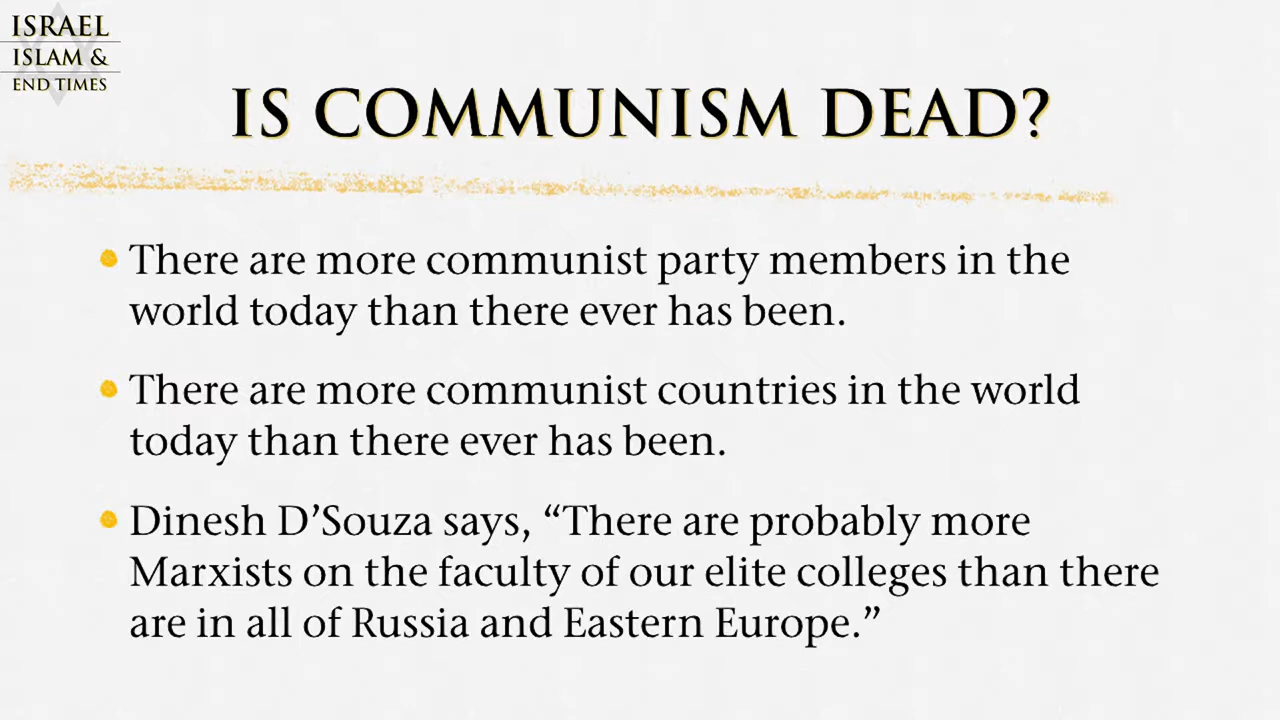 ISRAEL
ISLAM &
END TIMES
IS COMMUNISM DEAD?
• There are more communist party members in the
world today than there ever has been.
• There are more communist countries in the world
today than there ever has been.
• Dinesh D’Souza says, “There are probably more
Marxists on the faculty of our elite colleges than there
are in all of Russia and Eastern Europe.”